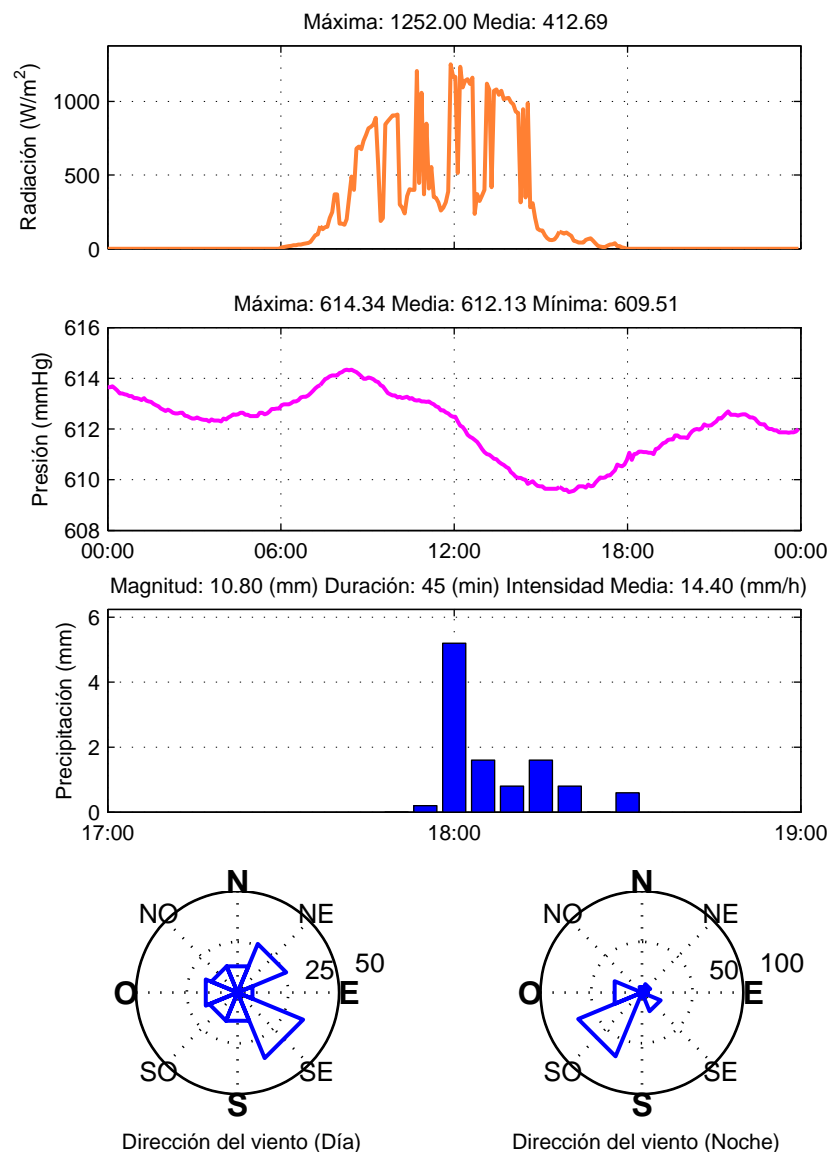 Máxima: 1252.00 Media: 412.69
Radiación (W/m²)
1000
500
0
Máxima: 614.34 Media: 612.13 Mínima: 609.51
Presión (mmHg)
616
614
612
610
608
00:00 06:00 12:00 18:00 00:00
Magnitud: 10.80 (mm) Duración: 45 (min) Intensidad Media: 14.40 (mm/h)
Precipitación (mm)
6
4
2
0
17:00 18:00 19:00
N
NO NE
25 50
O E
SO SE
S
Dirección del viento (Día)
N
NO NE
50 100
O E
SO SE
S
Dirección del viento (Noche)